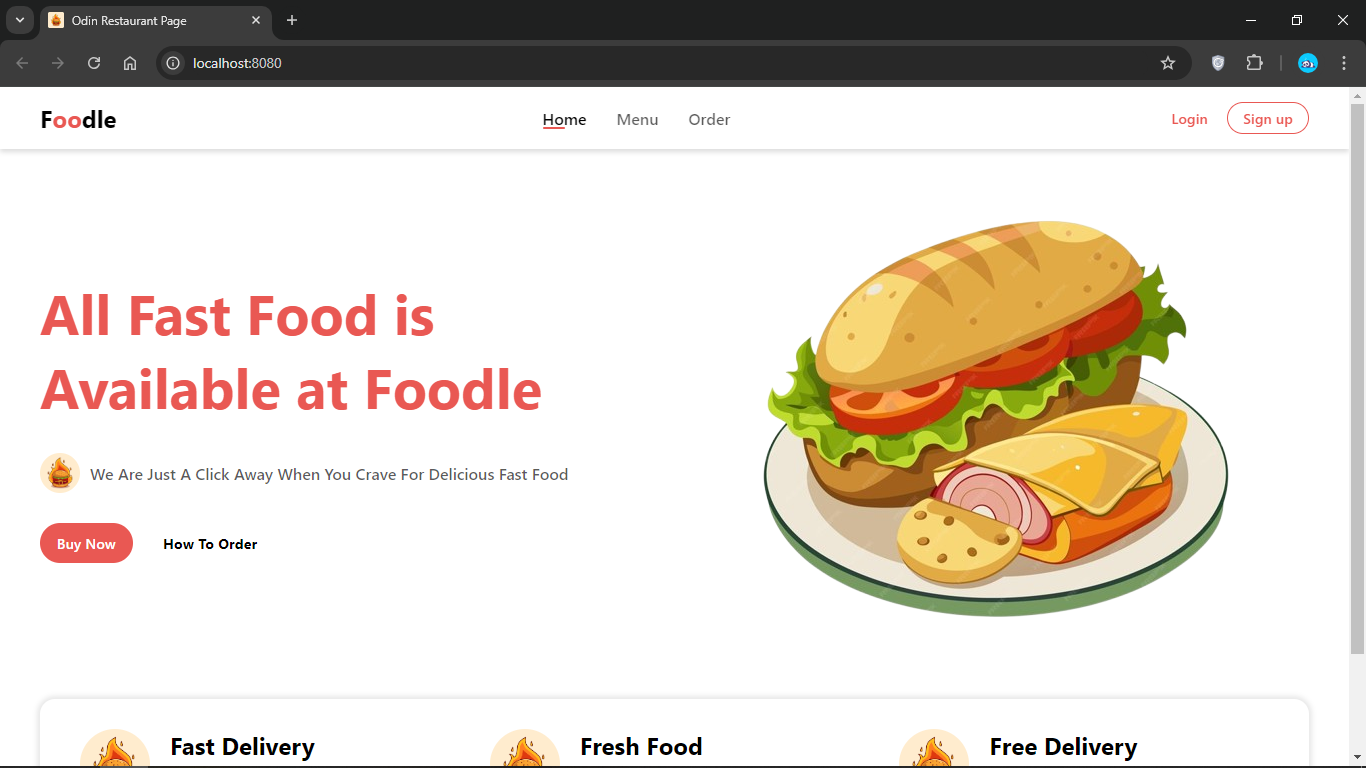 Odin Restaurant Page
localhost:8080
Foodle
Home Menu Order Login Sign up
All Fast Food is
Available at Foodle
We Are Just A Click Away When You Crave For Delicious Fast Food
Buy Now How To Order
Fast Delivery Fresh Food Free Delivery